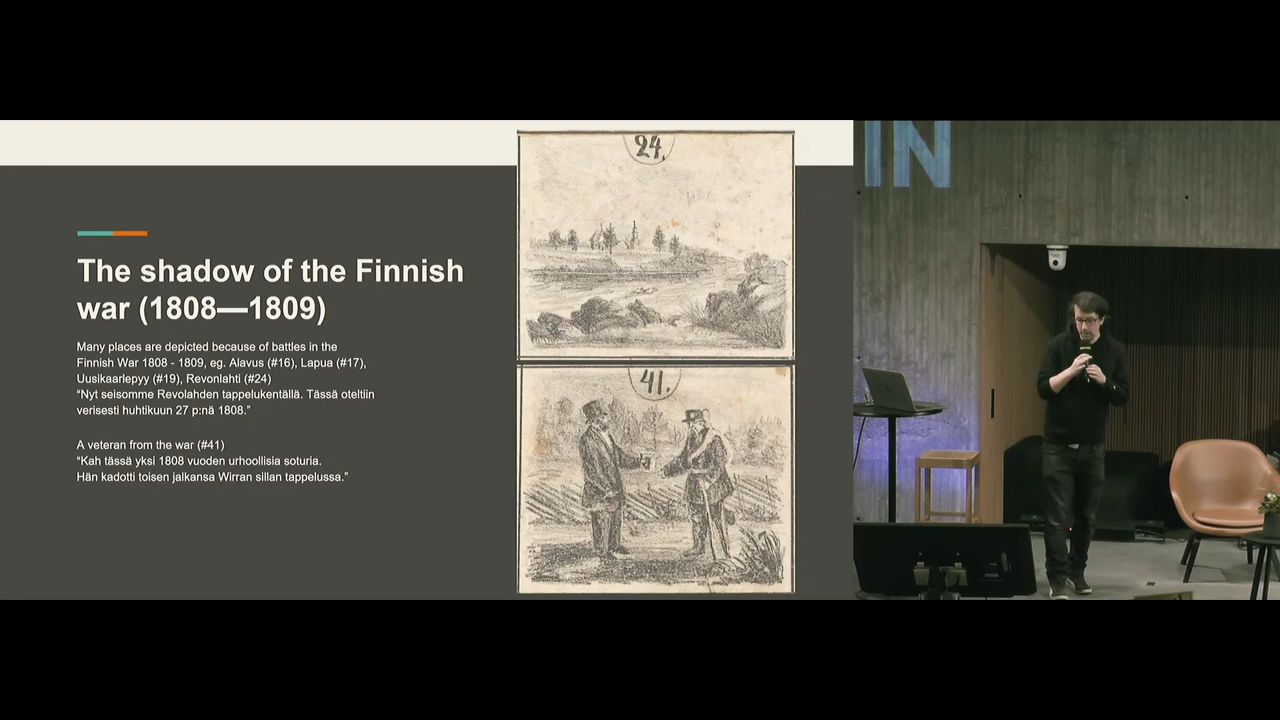 The shadow of the Finnish
war (1808—1809)
Many places are depicted because of battles in the
Finnish War 1808 - 1809, eg. Alavus (#16), Lapua (#17),
Uusikaarlepyy (#19), Revonlahti (#24)
“Nyt seisomme Revolahden tappelukentällä. Tässä oteltiin
verisesti huhtikuun 27 p:nä 1808.”
A veteran from the war (#41)
“Kah tässä yksi 1808 vuoden urhoollisia soturia.
Hän kadotti toisen jalkansa Wirran sillan tappelussa.”
24.
41.
IN